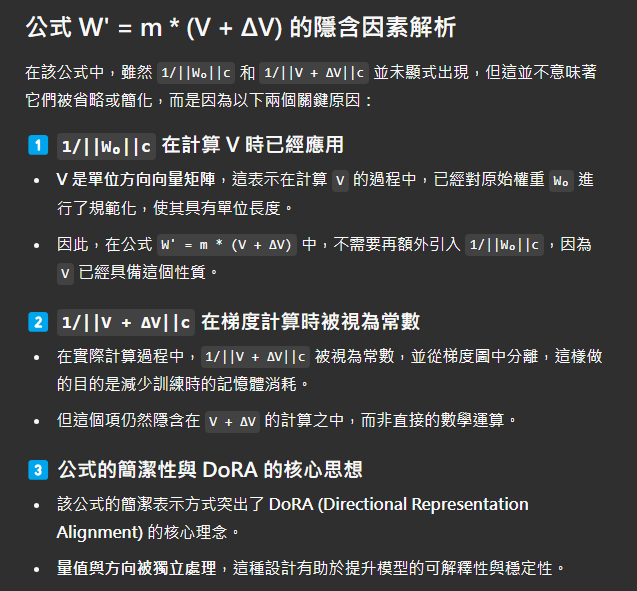 公式 W' = m * (V + ΔV) 的隱含因素解析
在該公式中，雖然 1/||Wₒ||c 和 1/||V + ΔV||c 並未顯式出現，但這並不意味著
它們被省略或簡化，而是因為以下兩個關鍵原因：
1️⃣ 1/||Wₒ||c 在計算 V 時已經應用
• V 是單位方向向量矩陣，這表示在計算 V 的過程中，已經對原始權重 Wₒ 進
行了規範化，使其具有單位長度。
• 因此，在公式 W' = m * (V + ΔV) 中，不需要再額外引入 1/||Wₒ||c，因為
V 已經具備這個性質。
2️⃣ 1/||V + ΔV||c 在梯度計算時被視為常數
• 在實際計算過程中，1/||V + ΔV||c 被視為常數，並從梯度圖中分離，這樣做
的目的是減少訓練時的記憶體消耗。
• 但這個項仍然隱含在 V + ΔV 的計算之中，而非直接的數學運算。
3️⃣ 公式的簡潔性與 DoRA 的核心思想
• 該公式的簡潔表示方式突出了 DoRA (Directional Representation
Alignment) 的核心理念。
• 量值與方向被獨立處理，這種設計有助於提升模型的可解釋性與穩定性。